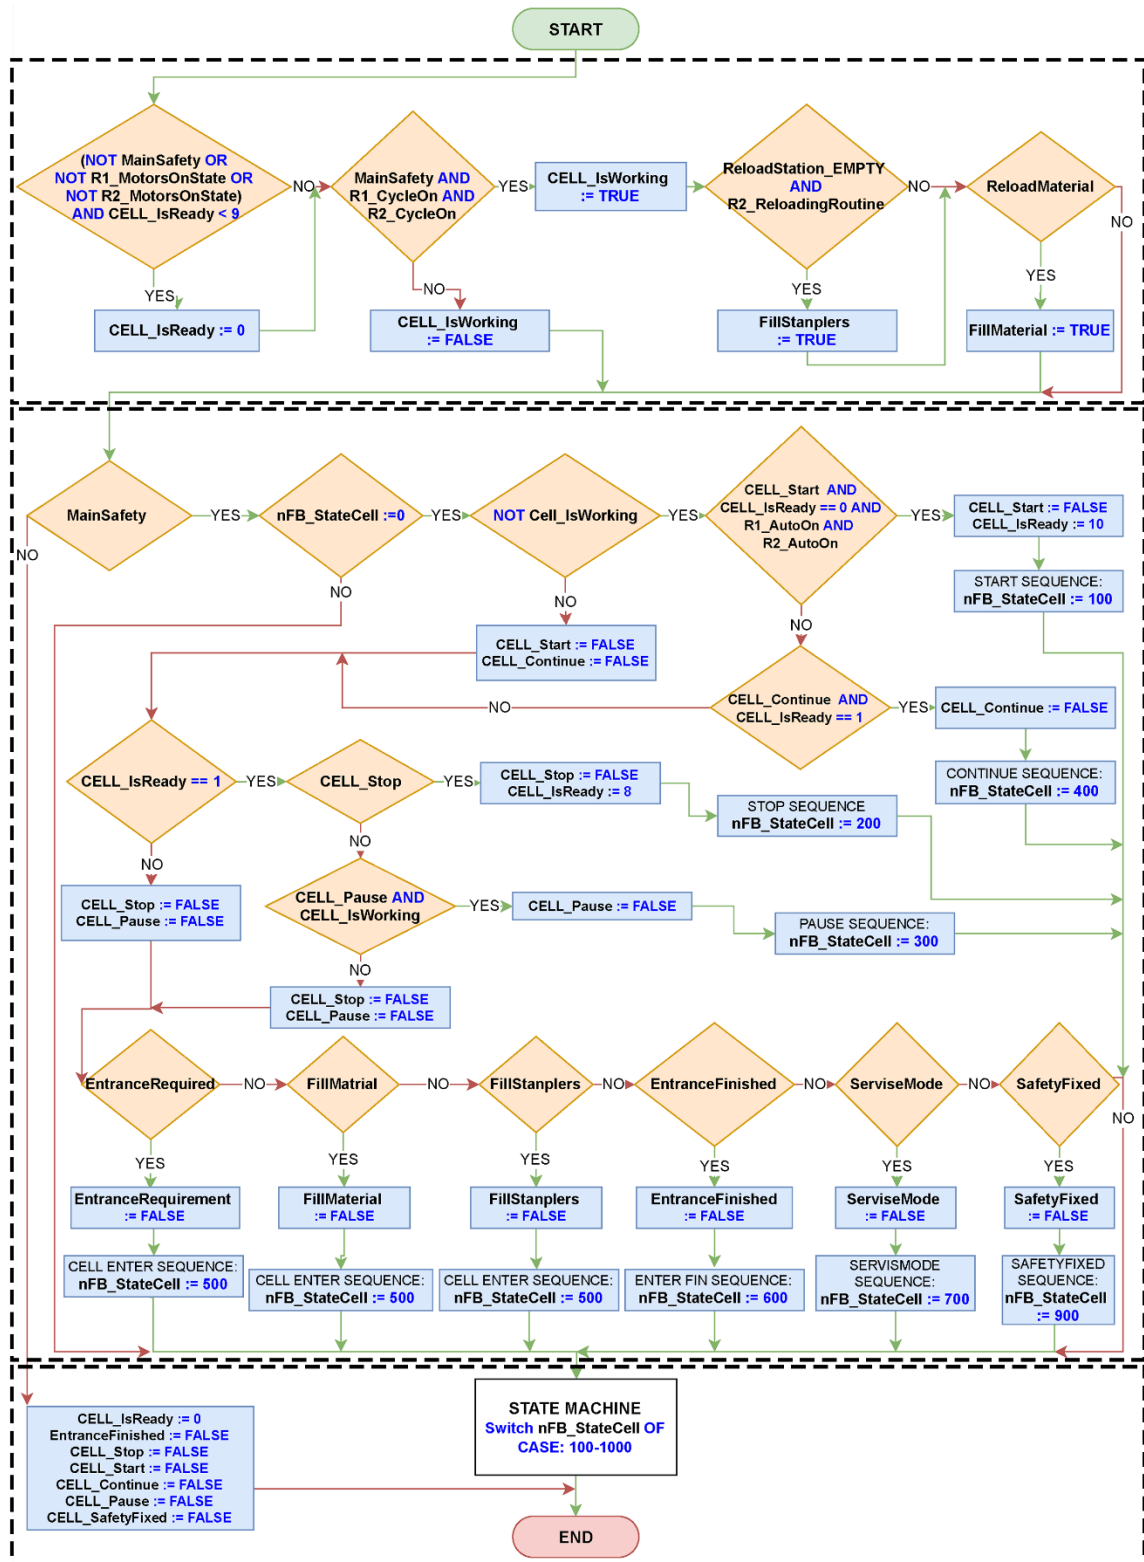 START
(NOT MainSafety OR
NOT R1_MotorsOnState OR
NOT R2_MotorsOnState)
AND CELL_IsReady < 9
NO
MainSafety AND
R1_CycleOn AND
R2_CycleOn
YES
CELL_IsWorking
:= TRUE
ReloadStation_EMPTY
AND
R2_ReloadingRoutine
NO
ReloadMaterial
NO
YES
CELL_IsReady := 0
NO
CELL_IsWorking
:= FALSE
YES
FillStanplers
:= TRUE
YES
FillMaterial := TRUE
MainSafety
YES
nFB_StateCell :=0
YES
NOT Cell_IsWorking
YES
CELL_Start AND
CELL_IsReady == 0 AND
R1_AutoOn AND
R2_AutoOn
YES
CELL_Start := FALSE
CELL_IsReady := 10
START SEQUENCE:
nFB_StateCell := 100
NO
NO
NO
NO
CELL_Start := FALSE
CELL_Continue := FALSE
NO
CELL_Continue AND
CELL_IsReady == 1
YES
CELL_Continue := FALSE
CONTINUE SEQUENCE:
nFB_StateCell := 400
CELL_IsReady == 1
YES
CELL_Stop
YES
CELL_Stop := FALSE
CELL_IsReady := 8
STOP SEQUENCE
nFB_StateCell := 200
NO
NO
CELL_Stop := FALSE
CELL_Pause := FALSE
CELL_Pause AND
CELL_IsWorking
YES
CELL_Pause := FALSE
PAUSE SEQUENCE:
nFB_StateCell := 300
NO
CELL_Stop := FALSE
CELL_Pause := FALSE
EntranceRequired
NO
FillMatrial
NO
FillStanplers
NO
EntranceFinished
NO
ServiseMode
NO
SafetyFixed
NO
YES
YES
YES
YES
YES
YES
EntranceRequirement
:= FALSE
FillMaterial
:= FALSE
FillStanplers
:= FALSE
EntranceFinished
:= FALSE
ServiseMode
:= FALSE
SafetyFixed
:= FALSE
CELL ENTER SEQUENCE:
nFB_StateCell := 500
CELL ENTER SEQUENCE:
nFB_StateCell := 500
CELL ENTER SEQUENCE:
nFB_StateCell := 500
ENTER FIN SEQUENCE:
nFB_StateCell := 600
SERVISMODE
SEQUENCE:
nFB_StateCell := 700
SAFETYFIXED
SEQUENCE:
nFB_StateCell
:= 900
CELL_IsReady := 0
EntranceFinished := FALSE
CELL_Stop := FALSE
CELL_Start := FALSE
CELL_Continue := FALSE
CELL_Pause := FALSE
CELL_SafetyFixed := FALSE
STATE MACHINE
Switch nFB_StateCell OF
CASE: 100-1000
END